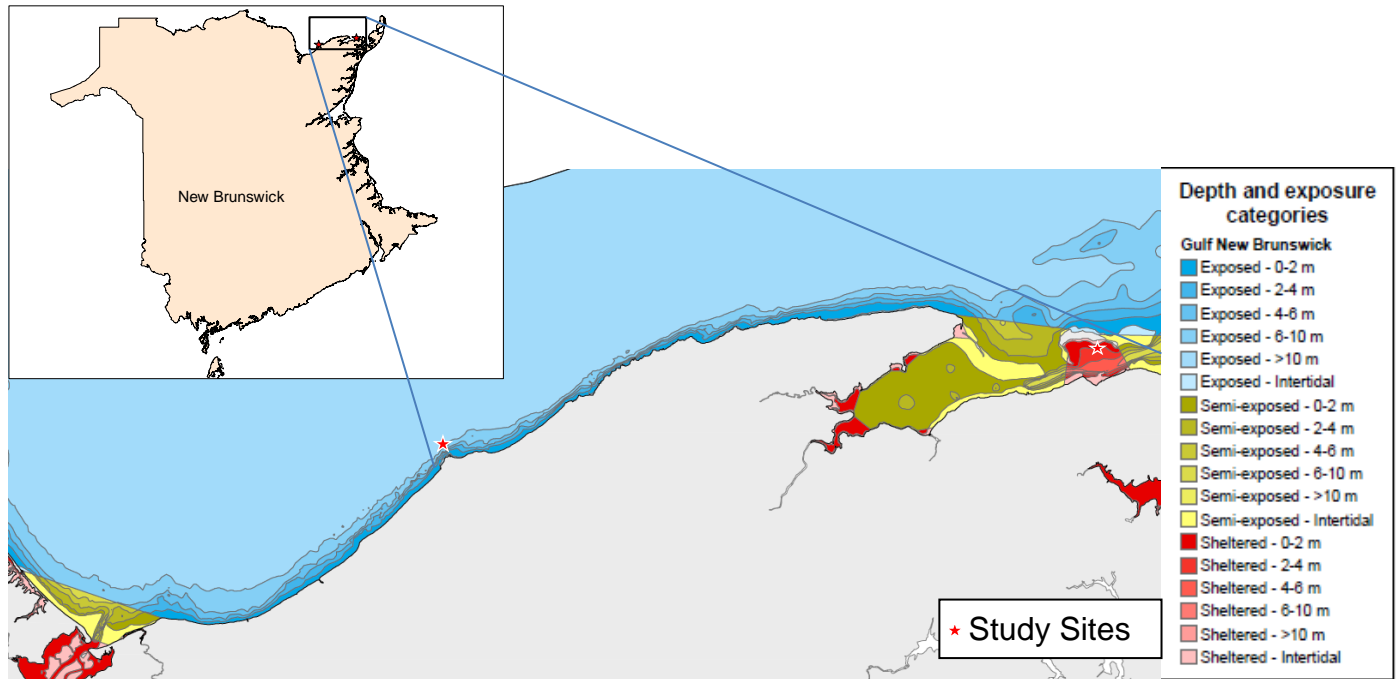 New Brunswick
Depth and exposure
categories
Gulf New Brunswick
Exposed - 0-2 m
Exposed - 2-4 m
Exposed - 4-6 m
Exposed - 6-10 m
Exposed - >10 m
Exposed - Intertidal
Semi-exposed - 0-2 m
Semi-exposed - 2-4 m
Semi-exposed - 4-6 m
Semi-exposed - 6-10 m
Semi-exposed - >10 m
Semi-exposed - Intertidal
Sheltered - 0-2 m
Sheltered - 2-4 m
Sheltered - 4-6 m
Sheltered - 6-10 m
Sheltered - >10 m
Sheltered - Intertidal
Study Sites